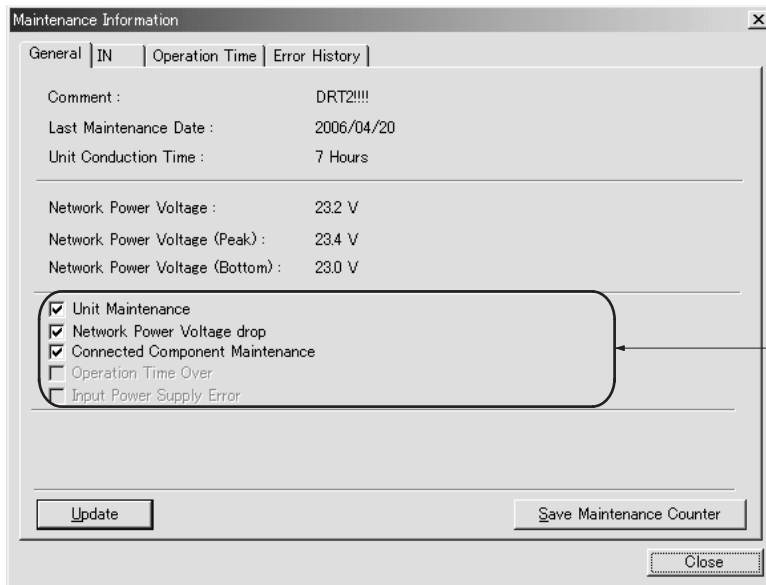 Maintenance Information
General IN Operation Time Error History
Comment : DRT2!!!!
Last Maintenance Date : 2006/04/20
Unit Conduction Time : 7 Hours
Network Power Voltage : 23.2 V
Network Power Voltage (Peak) : 23.4 V
Network Power Voltage (Bottom) : 23.0 V
Unit Maintenance
Network Power Voltage drop
Connected Component Maintenance
Operation Time Over
Input Power Supply Error
Update Save Maintenance Counter
Close